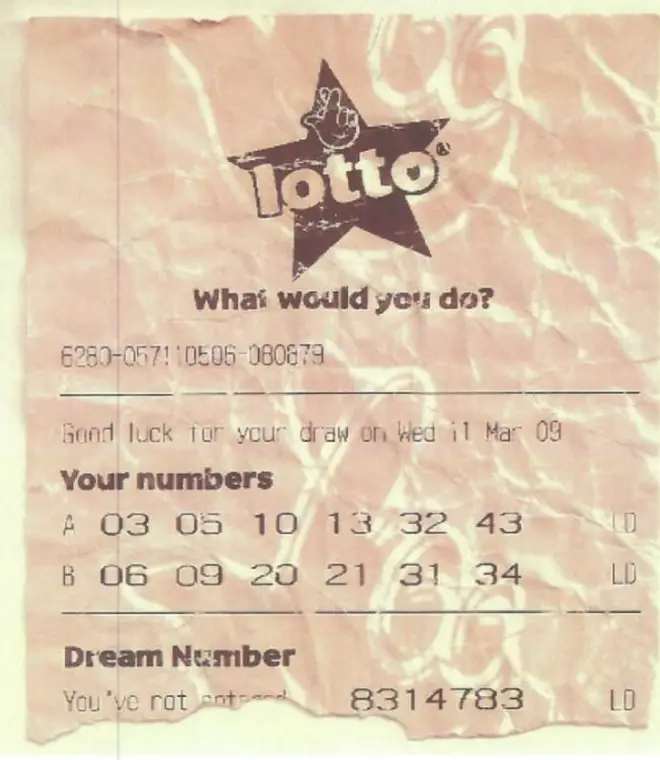 lotto®
What would you do?
6280-057110506-080879
Good luck for your draw on Wed 11 Mar 09
Your numbers
A 03 05 10 13 32 43 LD
B 06 09 20 21 31 34 LD
Dream Number
You've not entered 8314783 LD